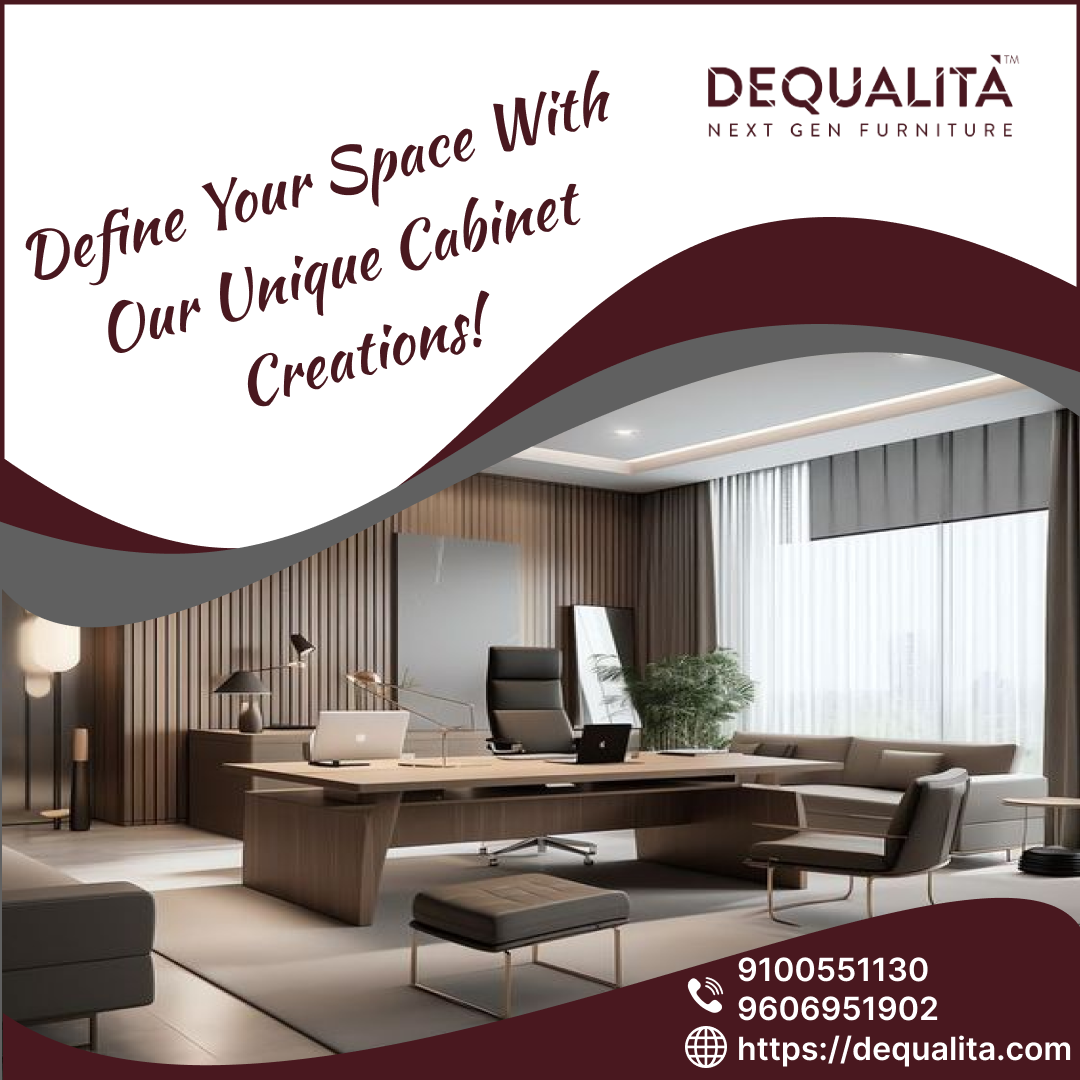 Define Your Space With
Our Unique Cabinet
Creations!
DEQUALITÀ™
NEXT GEN FURNITURE
9100551130
9606951902
https://dequalita.com